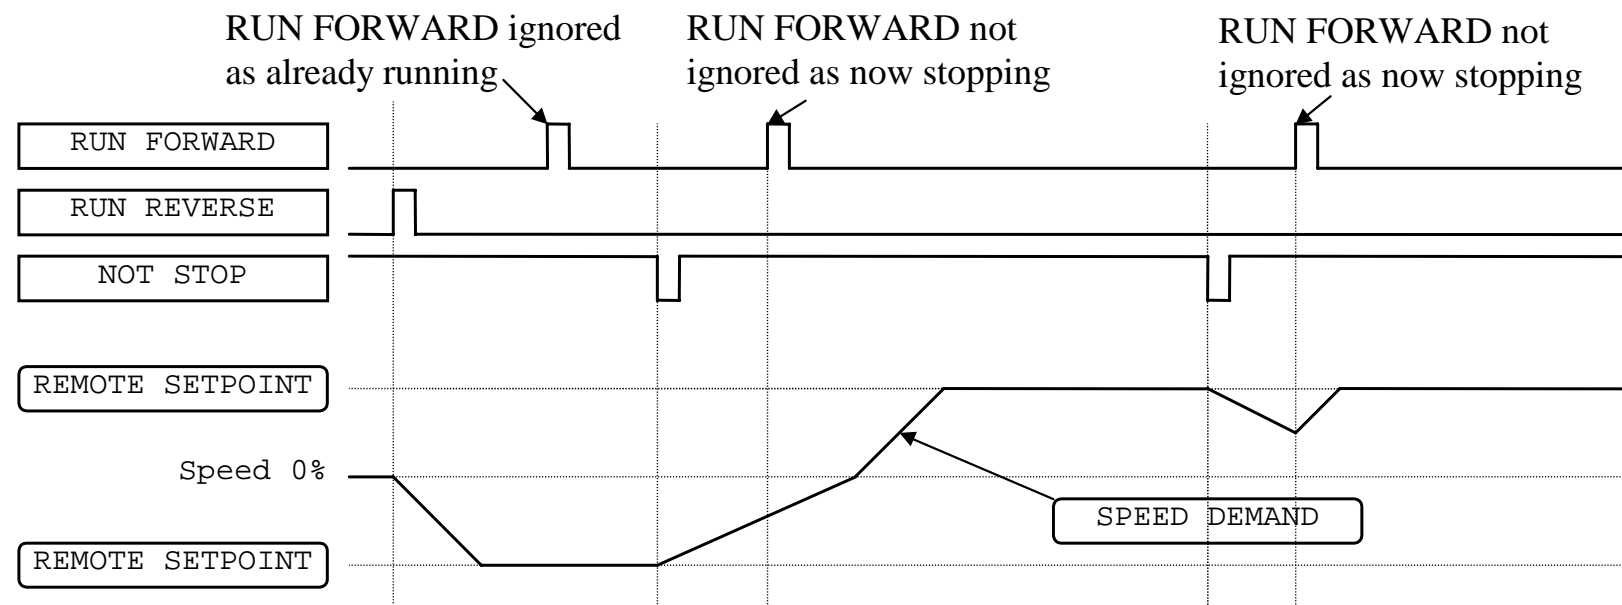 RUN FORWARD ignored
as already running
RUN FORWARD not
ignored as now stopping
RUN FORWARD not
ignored as now stopping
RUN FORWARD
RUN REVERSE
NOT STOP
REMOTE SETPOINT
Speed 0%
SPEED DEMAND
REMOTE SETPOINT